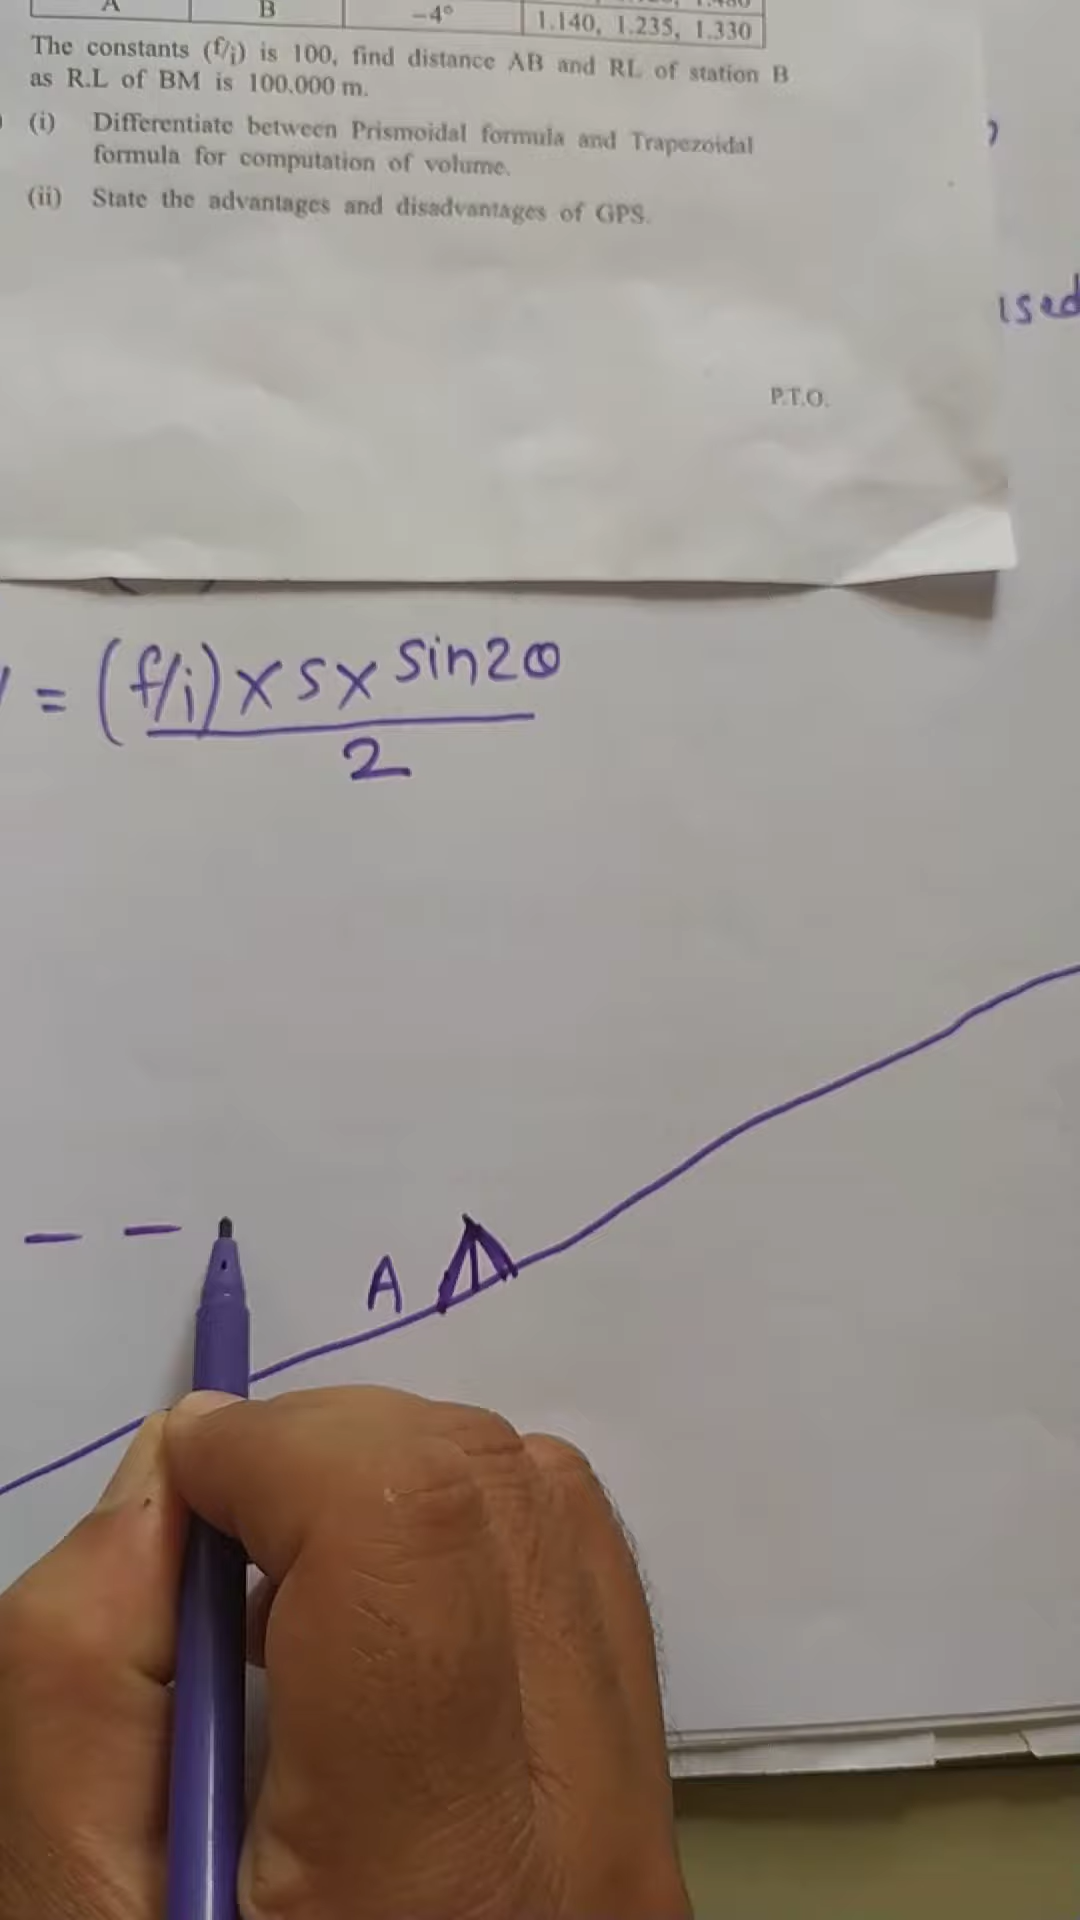 A B -4° 1.140, 1.235, 1.330
The constants (f/i) is 100, find distance AB and RL of station B
as R.L of BM is 100.000 m.
(i) Differentiate between Prismoidal formula and Trapezoidal
formula for computation of volume.
(ii) State the advantages and disadvantages of GPS.
ised
P.T.O.
= (f/i) x s x sin2θ
2
A